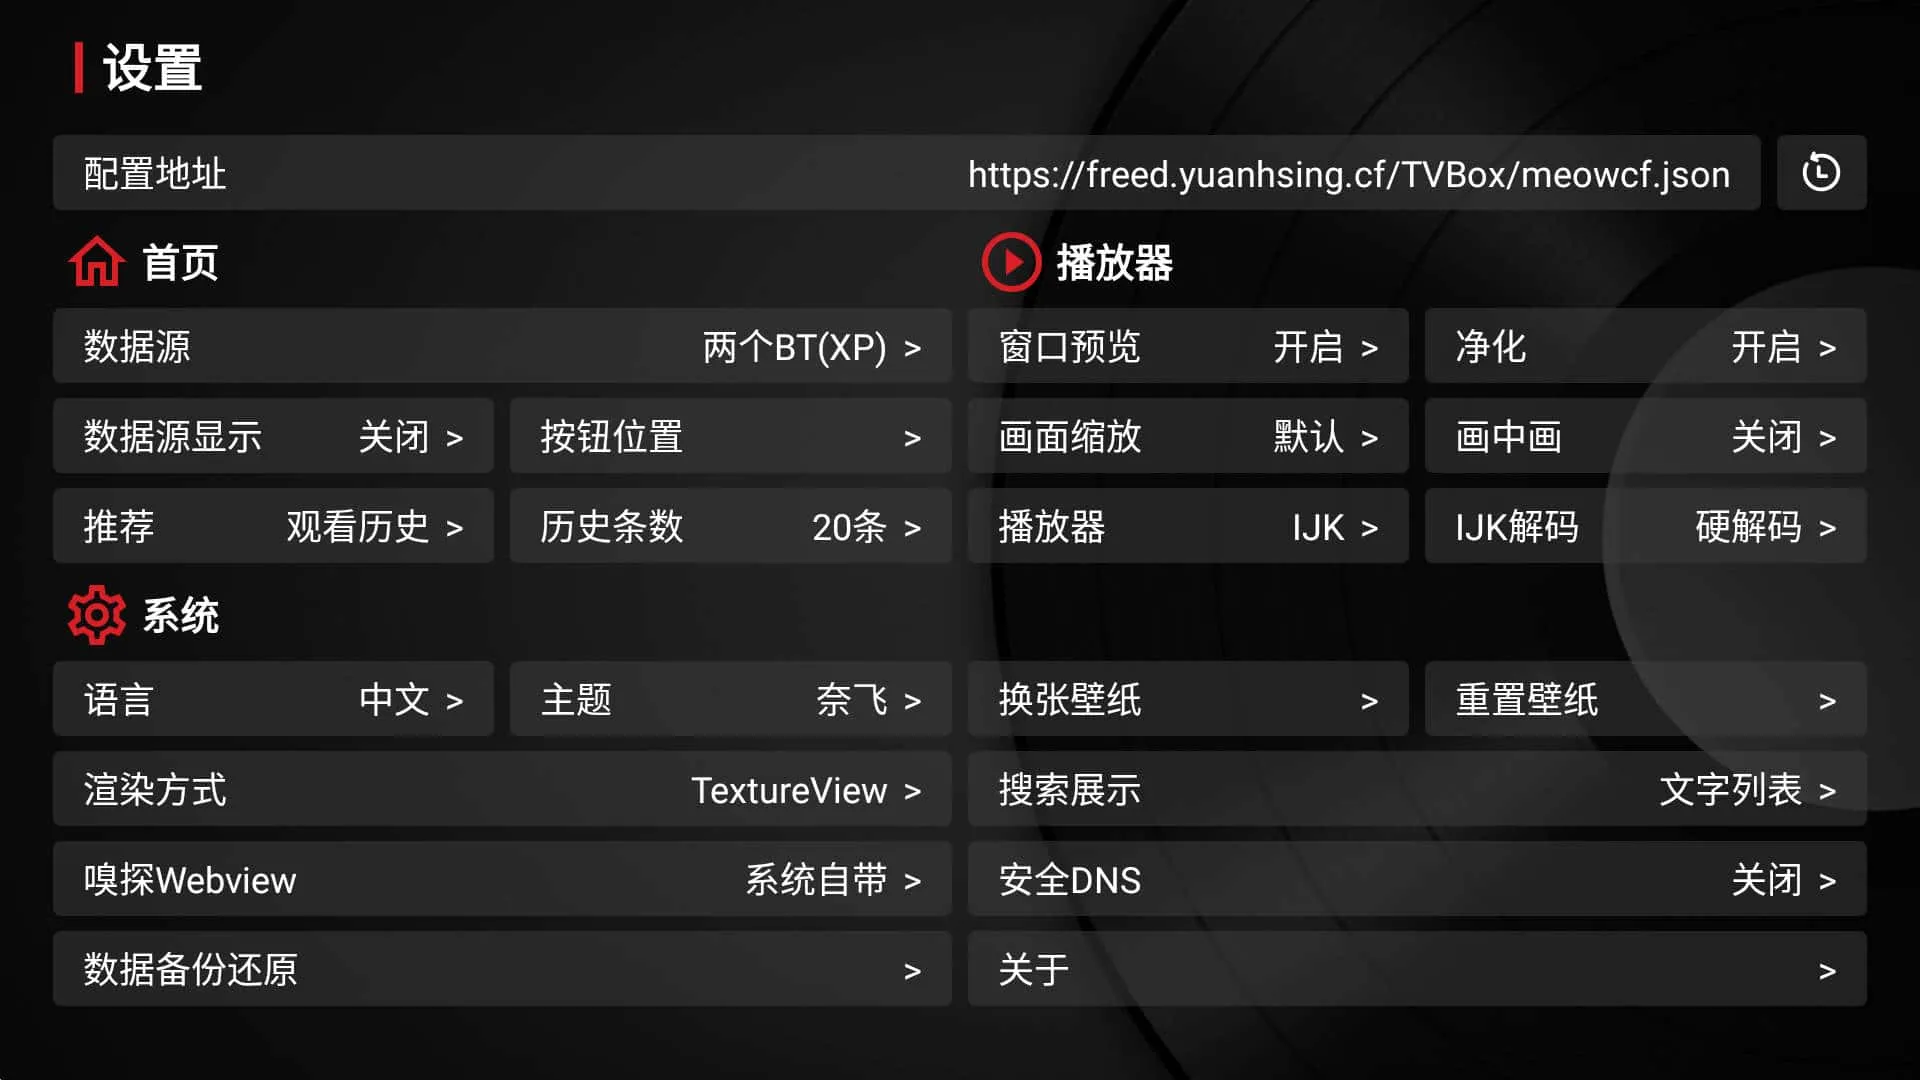 设置
配置地址 https://freed.yuanhsing.cf/TVBox/meowcf.json
首页
数据源 两个BT(XP) >
数据源显示 关闭 > 按钮位置 >
推荐 观看历史 > 历史条数 20条 >
播放器
窗口预览 开启 > 净化 开启 >
画面缩放 默认 > 画中画 关闭 >
播放器 IJK > IJK解码 硬解码 >
系统
语言 中文 > 主题 奈飞 > 换张壁纸 > 重置壁纸 >
渲染方式 TextureView > 搜索展示 文字列表 >
嗅探Webview 系统自带 > 安全DNS 关闭 >
数据备份还原 > 关于 >